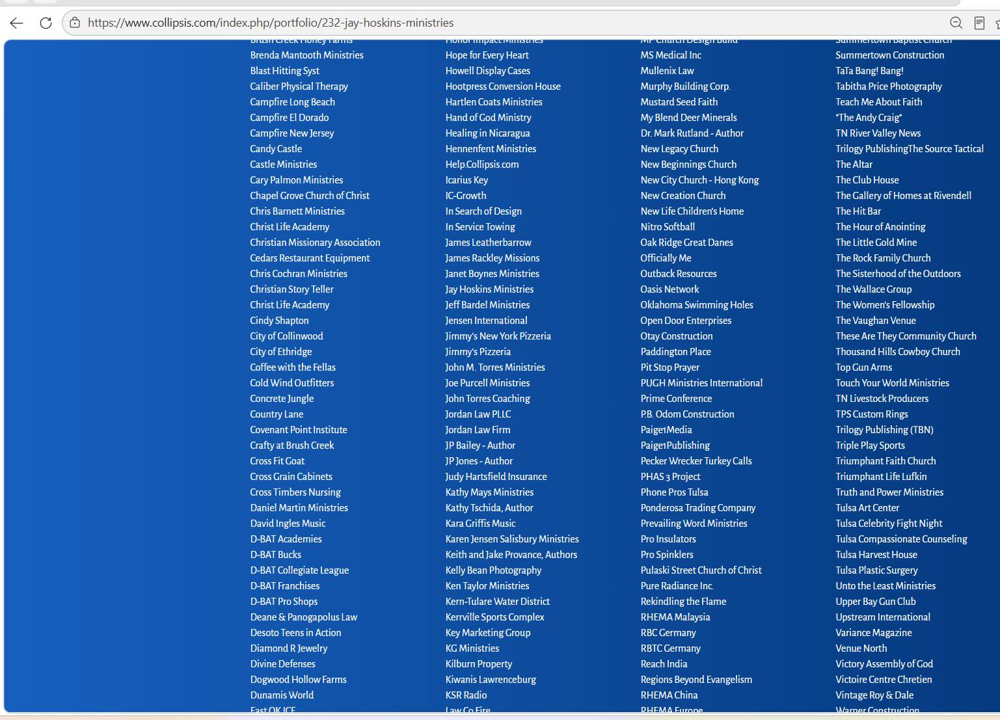 https://www.collipsis.com/index.php/portfolio/232-jay-hoskins-ministries
Brush Creek Honey Farms
Brenda Mantooth Ministries
Blast Hitting Syst
Caliber Physical Therapy
Campfire Long Beach
Campfire El Dorado
Campfire New Jersey
Candy Castle
Castle Ministries
Cary Palmon Ministries
Chapel Grove Church of Christ
Chris Barnett Ministries
Christ Life Academy
Christian Missionary Association
Cedars Restaurant Equipment
Chris Cochran Ministries
Christian Story Teller
Christ Life Academy
Cindy Shapton
City of Collinwood
City of Ethridge
Coffee with the Fellas
Cold Wind Outfitters
Concrete Jungle
Country Lane
Covenant Point Institute
Crafty at Brush Creek
Cross Fit Goat
Cross Grain Cabinets
Cross Timbers Nursing
Daniel Martin Ministries
David Ingles Music
D-BAT Academies
D-BAT Bucks
D-BAT Collegiate League
D-BAT Franchises
D-BAT Pro Shops
Deane & Panogapolus Law
Desoto Teens in Action
Diamond R Jewelry
Divine Defenses
Dogwood Hollow Farms
Dunamis World
East OK ICF
Honor Impact Ministries
Hope for Every Heart
Howell Display Cases
Hootpress Conversion House
Hartlen Coats Ministries
Hand of God Ministry
Healing in Nicaragua
Hennenfent Ministries
Help.Collipsis.com
Icarius Key
IC-Growth
In Search of Design
In Service Towing
James Leatherbarrow
James Rackley Missions
Janet Boynes Ministries
Jay Hoskins Ministries
Jeff Bardel Ministries
Jensen International
Jimmy's New York Pizzeria
Jimmy's Pizzeria
John M. Torres Ministries
Joe Purcell Ministries
John Torres Coaching
Jordan Law PLLC
Jordan Law Firm
JP Bailey - Author
JP Jones - Author
Judy Hartsfield Insurance
Kathy Mays Ministries
Kathy Tschida, Author
Kara Griffis Music
Karen Jensen Salisbury Ministries
Keith and Jake Provance, Authors
Kelly Bean Photography
Ken Taylor Ministries
Kern-Tulare Water District
Kerrville Sports Complex
Key Marketing Group
KG Ministries
Kilburn Property
Kiwanis Lawrenceburg
KSR Radio
Law Co Fire
MP Church Design Build
MS Medical Inc
Mullenix Law
Murphy Building Corp.
Mustard Seed Faith
My Blend Deer Minerals
Dr. Mark Rutland - Author
New Legacy Church
New Beginnings Church
New City Church - Hong Kong
New Creation Church
New Life Children's Home
Nitro Softball
Oak Ridge Great Danes
Officially Me
Outback Resources
Oasis Network
Oklahoma Swimming Holes
Open Door Enterprises
Otay Construction
Paddington Place
Pit Stop Prayer
PUGH Ministries International
Prime Conference
P.B. Odom Construction
Paige1Media
Paige1Publishing
Pecker Wrecker Turkey Calls
PHAS 3 Project
Phone Pros Tulsa
Ponderosa Trading Company
Prevailing Word Ministries
Pro Insulators
Pro Spinklers
Pulaski Street Church of Christ
Pure Radiance Inc.
Rekindling the Flame
RHEMA Malaysia
RBC Germany
RBTC Germany
Reach India
Regions Beyond Evangelism
RHEMA China
RHEMA Europe
Summertown Baptist Church
Summertown Construction
TaTa Bang! Bang!
Tabitha Price Photography
Teach Me About Faith
"The Andy Craig"
TN River Valley News
Trilogy PublishingThe Source Tactical
The Altar
The Club House
The Gallery of Homes at Rivendell
The Hit Bar
The Hour of Anointing
The Little Gold Mine
The Rock Family Church
The Sisterhood of the Outdoors
The Wallace Group
The Women's Fellowship
The Vaughan Venue
These Are They Community Church
Thousand Hills Cowboy Church
Top Gun Arms
Touch Your World Ministries
TN Livestock Producers
TPS Custom Rings
Trilogy Publishing (TBN)
Triple Play Sports
Triumphant Faith Church
Triumphant Life Lufkin
Truth and Power Ministries
Tulsa Art Center
Tulsa Celebrity Fight Night
Tulsa Compassionate Counseling
Tulsa Harvest House
Tulsa Plastic Surgery
Unto the Least Ministries
Upper Bay Gun Club
Upstream International
Variance Magazine
Venue North
Victory Assembly of God
Victoire Centre Chretien
Vintage Roy & Dale
Warner Construction